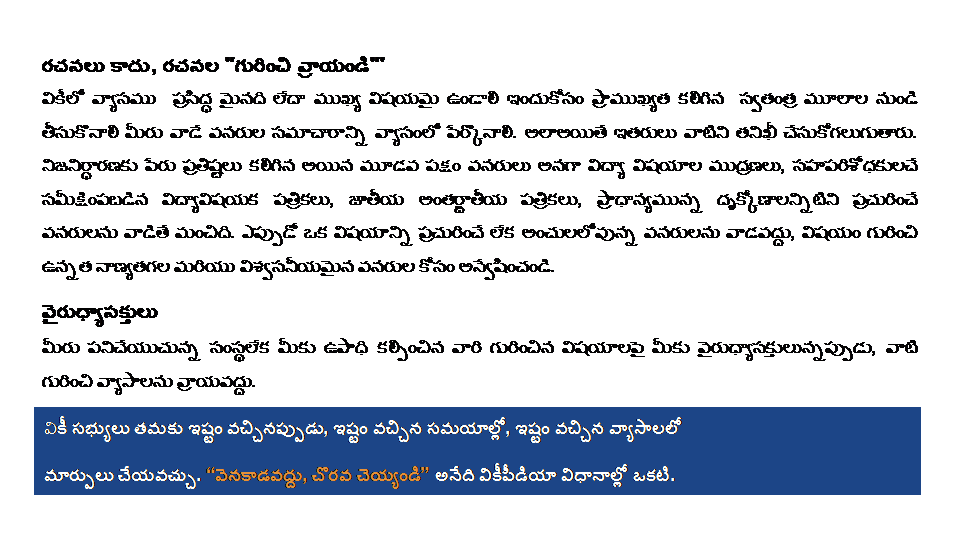 రచనలు కాదు, రచనల "గురించి వ్రాయండి""
వికీలో వ్యాసము ప్రసిద్ధ మైనది లేదా ముఖ్య విషయమై ఉండాలి ఇందుకోసం ప్రాముఖ్యత కలిగిన స్వతంత్ర మూలాల నుండి
తీసుకొనాలి మీరు వాడే వనరుల సమాచారాన్ని వ్యాసంలో పేర్కొనాలి. అలాఅయితే ఇతరులు వాటిని తనిఖీ చేసుకోగలుగుతారు.
నిజనిర్ధారణకు పేరు ప్రతిష్టలు కలిగిన అయిన మూడవ పక్షం వనరులు అనగా విద్యా విషయాల ముద్రణలు, సహపరిశోధకులచే
సమీక్షింపబడిన విద్యావిషయక పత్రికలు, జాతీయ అంతర్జాతీయ పత్రికలు, ప్రాధాన్యమున్న దృక్కోణాలన్నిటిని ప్రచురించే
వనరులను వాడితే మంచిది. ఎప్పుడో ఒక విషయాన్ని ప్రచురించే లేక అంచులలోవున్న వనరులను వాడవద్దు, విషయం గురించి
ఉన్నత నాణ్యతగల మరియు విశ్వసనీయమైన వనరుల కోసం అన్వేషించండి.
వైరుధ్యాసక్తులు
మీరు పనిచేయుచున్న సంస్థలేక మీకు ఉపాధి కల్పించిన వారి గురించిన విషయాలపై మీకు వైరుధ్యాసక్తులున్నప్పుడు, వాటి
గురించి వ్యాసాలను వ్రాయవద్దు.
వికీ సభ్యులు తమకు ఇష్టం వచ్చినప్పుడు, ఇష్టం వచ్చిన సమయాల్లో, ఇష్టం వచ్చిన వ్యాసాలలో
మార్పులు చేయవచ్చు. “వెనకాడవద్దు, చొరవ చెయ్యండి” అనేది వికీపీడియా విధానాల్లో ఒకటి.